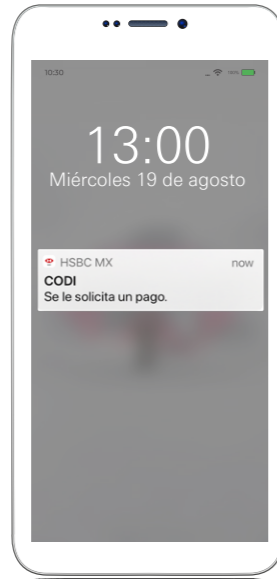 10:30
13:00
Miércoles 19 de agosto
HSBC MX now
CODI
Se le solicita un pago.